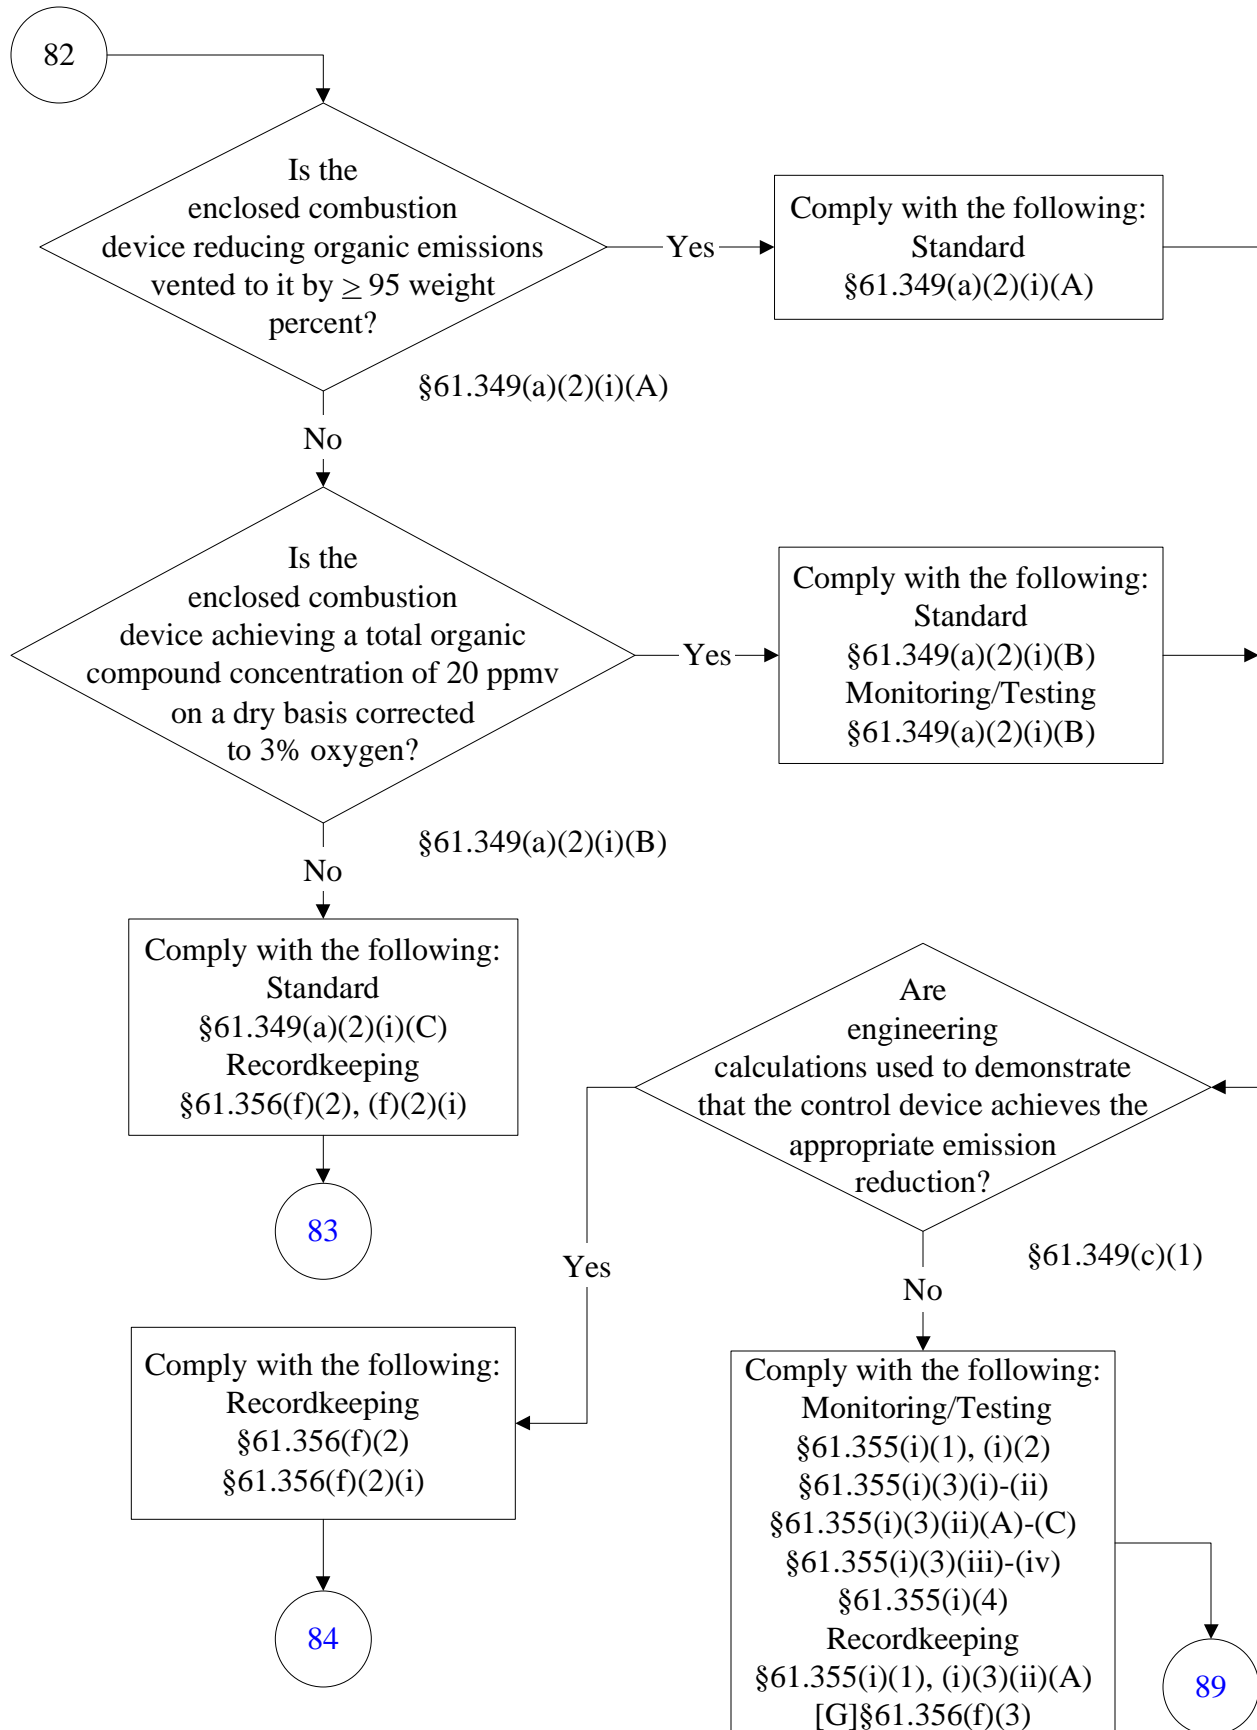 82
Is the
enclosed combustion
device reducing organic emissions
vented to it by ≥ 95 weight
percent?
Yes
Comply with the following:
Standard
§61.349(a)(2)(i)(A)
§61.349(a)(2)(i)(A)
No
Is the
enclosed combustion
device achieving a total organic
compound concentration of 20 ppmv
on a dry basis corrected
to 3% oxygen?
Yes
Comply with the following:
Standard
§61.349(a)(2)(i)(B)
Monitoring/Testing
§61.349(a)(2)(i)(B)
§61.349(a)(2)(i)(B)
No
Comply with the following:
Standard
§61.349(a)(2)(i)(C)
Recordkeeping
§61.356(f)(2), (f)(2)(i)
83
Are
engineering
calculations used to demonstrate
that the control device achieves the
appropriate emission
reduction?
§61.349(c)(1)
Yes
No
Comply with the following:
Recordkeeping
§61.356(f)(2)
§61.356(f)(2)(i)
84
Comply with the following:
Monitoring/Testing
§61.355(i)(1), (i)(2)
§61.355(i)(3)(i)-(ii)
§61.355(i)(3)(ii)(A)-(C)
§61.355(i)(3)(iii)-(iv)
§61.355(i)(4)
Recordkeeping
§61.355(i)(1), (i)(3)(ii)(A)
[G]§61.356(f)(3)
89